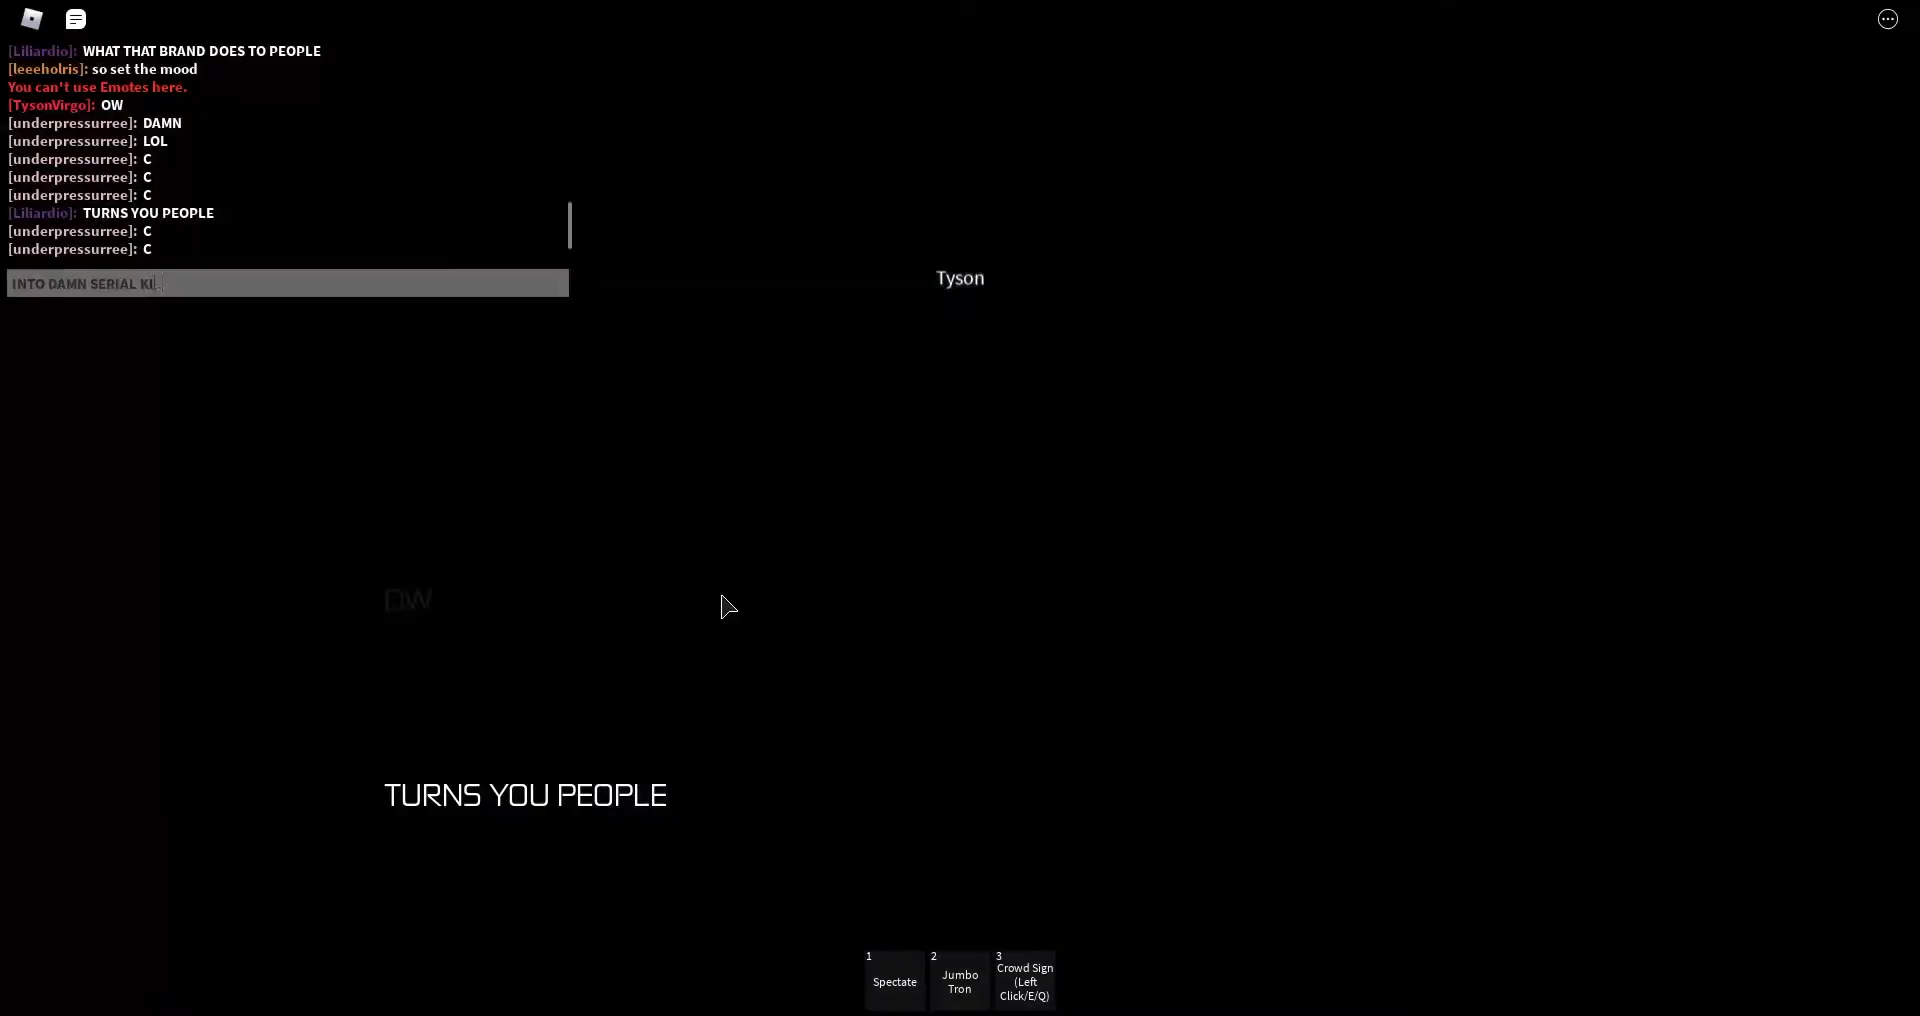 [Liliardio]: WHAT THAT BRAND DOES TO PEOPLE
[leeeholris]: so set the mood
You can't use Emotes here.
[TysonVirgo]: OW
[underpressurree]: DAMN
[underpressurree]: LOL
[underpressurree]: C
[underpressurree]: C
[underpressurree]: C
[Liliardio]: TURNS YOU PEOPLE
[underpressurree]: C
[underpressurree]: C
INTO DAMN SERIAL KI
Tyson
OW
TURNS YOU PEOPLE
1
Spectate
2
Jumbo
Tron
3
Crowd Sign
(Left
Click/E/Q)